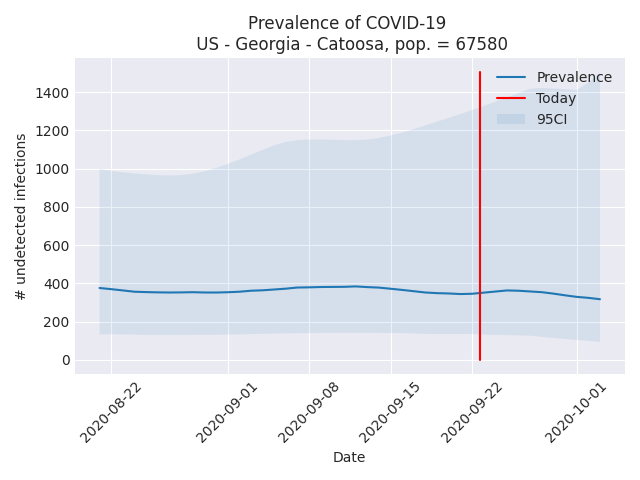 Prevalence of COVID-19
US - Georgia - Catoosa, pop. = 67580
Prevalence
Today
95CI
1400
1200
1000
800
600
400
200
0
# undetected infections
2020-08-22
2020-09-01
2020-09-08
2020-09-15
2020-09-22
2020-10-01
Date